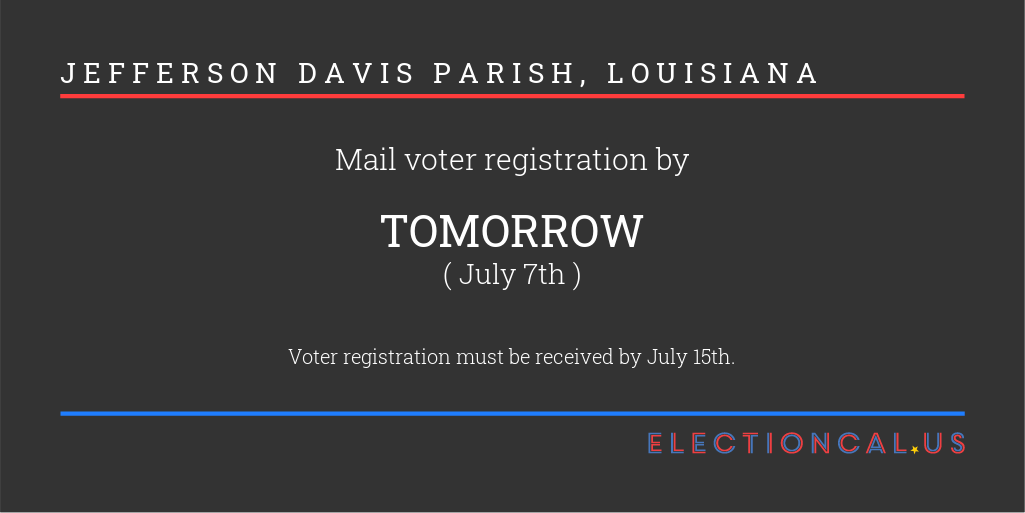 JEFFERSON DAVIS PARISH, LOUISIANA
Mail voter registration by
TOMORROW
( July 7th )
Voter registration must be received by July 15th.
ELECTIONCAL.US